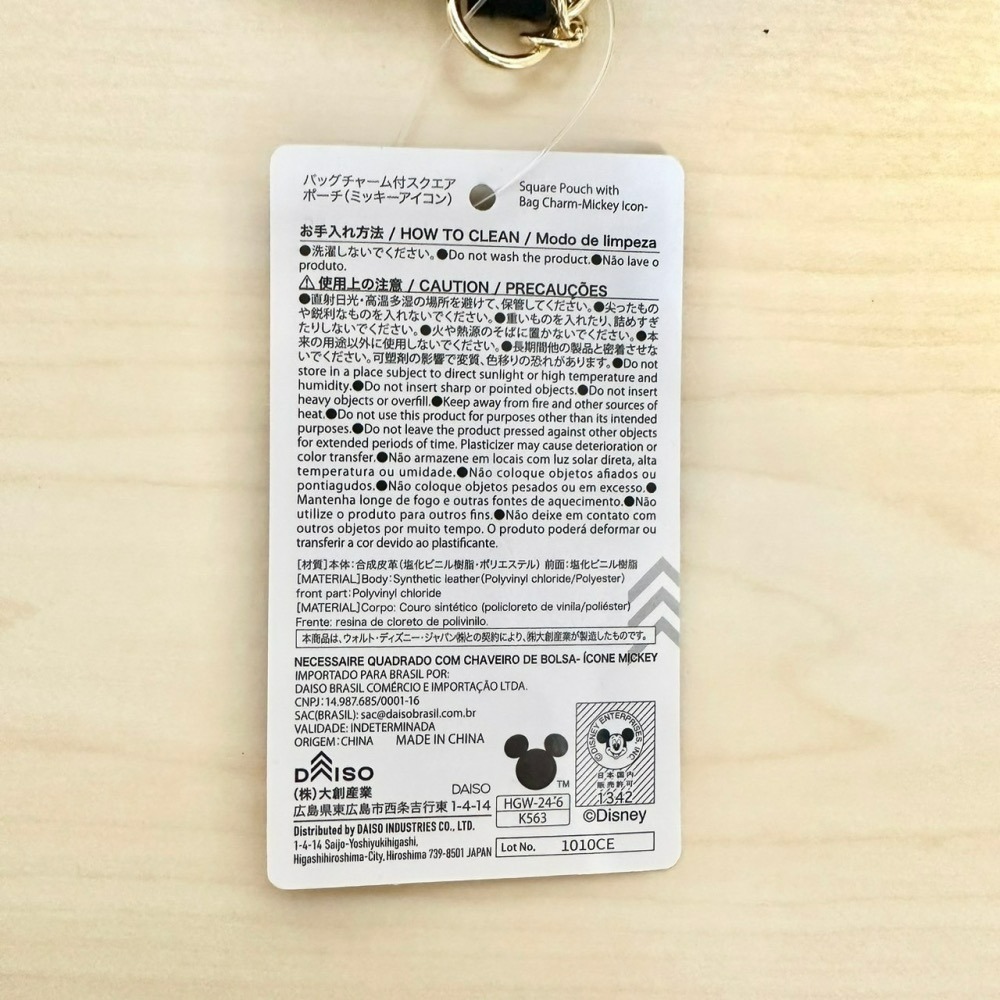 バッグチャーム付スクエア
ポーチ(ミッキーアイコン)
Square Pouch with
Bag Charm-Mickey Icon-
お手入れ方法 / HOW TO CLEAN / Modo de limpeza
●洗濯しないでください。●Do not wash the product.●Não lave o
produto.
⚠使用上の注意 / CAUTION / PRECAUÇÕES
●直射日光・高温多湿の場所を避けて、保管してください。●尖ったもの
や鋭利なものを入れないでください。●重いものを入れたり、詰めすぎ
たりしないでください。●火や熱源のそばに置かないでください。●本
来の用途以外に使用しないでください。●長期間他の製品と密着させな
いでください。可塑剤の影響で変質、色移りの恐れがあります。●Do not
store in a place subject to direct sunlight or high temperature and
humidity.●Do not insert sharp or pointed objects.●Do not insert
heavy objects or overfill.●Keep away from fire and other sources of
heat.●Do not use this product for purposes other than its intended
purposes.●Do not leave the product pressed against other objects
for extended periods of time. Plasticizer may cause deterioration or
color transfer.●Não armazene em locais com luz solar direta, alta
temperatura ou umidade.●Não coloque objetos afiados ou
pontiagudos.●Não coloque objetos pesados ou em excesso.●
Mantenha longe de fogo e outras fontes de aquecimento.●Não
utilize o produto para outros fins.●Não deixe em contato com
outros objetos por muito tempo. O produto poderá deformar ou
transferir a cor devido ao plastificante.
[材質]本体:合成皮革(塩化ビニル樹脂・ポリエステル) 前面:塩化ビニル樹脂
[MATERIAL]Body:Synthetic leather(Polyvinyl chloride/Polyester)
front part:Polyvinyl chloride
[MATERIAL]Corpo: Couro sintético (policloreto de vinila/poliéster)
Frente: resina de cloreto de polivinilo.
本商品は、ウォルト・ディズニー・ジャパン㈱との契約により、㈱大創産業が製造したものです。
NECESSAIRE QUADRADO COM CHAVEIRO DE BOLSA- ÍCONE MICKEY
IMPORTADO PARA BRASIL POR:
DAISO BRASIL COMÉRCIO E IMPORTAÇÃO LTDA.
CNPJ:14.987.685/0001-16
SAC(BRASIL): sac@daisobrasil.com.br
VALIDADE: INDETERMINADA
ORIGEM:CHINA MADE IN CHINA
DAISO
(株)大創産業
DAISO
広島県東広島市西条吉行東 1-4-14
Distributed by DAISO INDUSTRIES CO., LTD.
1-4-14 Saijo-Yoshiyukihigashi,
Higashihiroshima-City, Hiroshima 739-8501 JAPAN
TM
HGW-24-6
K563
©DISNEY ENTERPRISES, INC.
日本国内
販売許可
1342
©Disney
Lot No. 1010CE